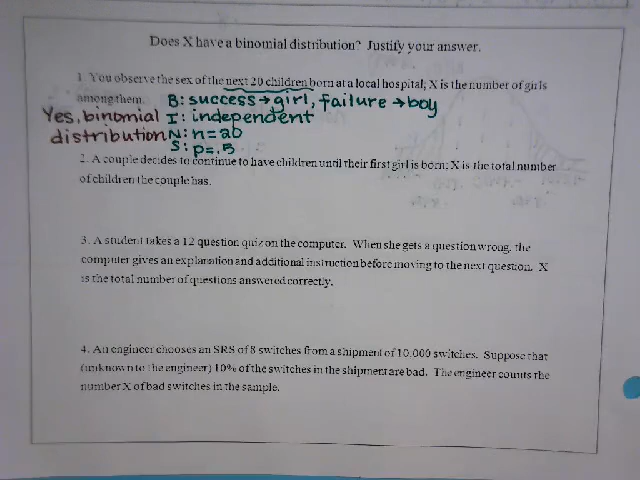 Does X have a binomial distribution? Justify your answer.
1. You observe the sex of the next 20 children born at a local hospital; X is the number of girls
among them. B: success→girl, failure→boy
Yes, binomial I: independent
distribution N: n=20
S: p=.5
2. A couple decides to continue to have children until their first girl is born; X is the total number
of children the couple has.
3. A student takes a 12 question quiz on the computer. When she gets a question wrong, the
computer gives an explanation and additional instruction before moving to the next question. X
is the total number of questions answered correctly.
4. An engineer chooses an SRS of 8 switches from a shipment of 10,000 switches. Suppose that
(unknown to the engineer) 10% of the switches in the shipment are bad. The engineer counts the
number X of bad switches in the sample.